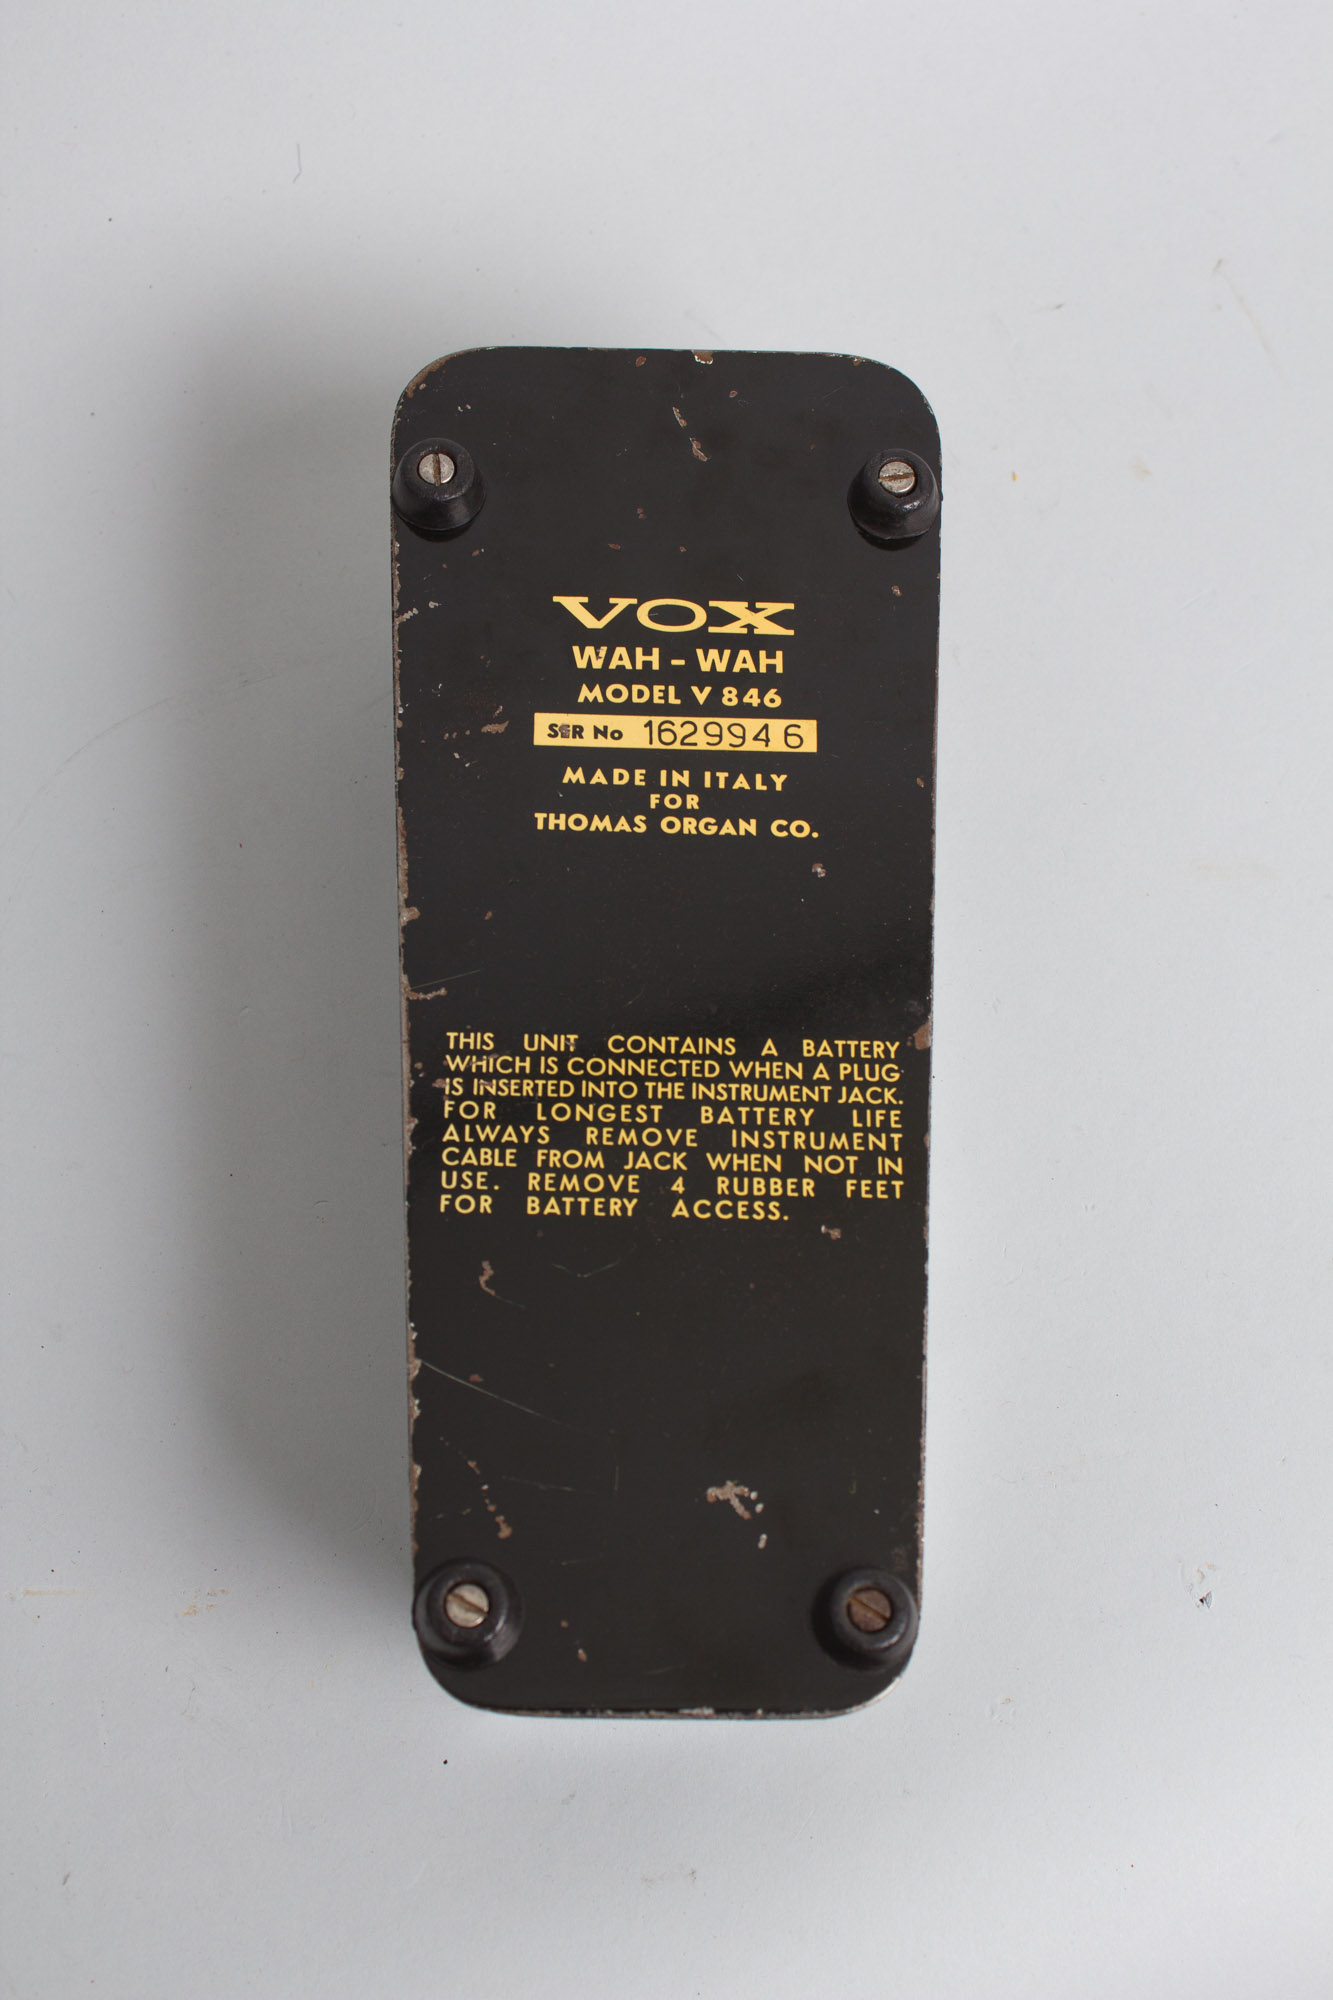 VOX
WAH - WAH
MODEL V 846
SER No 1629946
MADE IN ITALY
FOR
THOMAS ORGAN CO.
THIS UNIT CONTAINS A BATTERY
WHICH IS CONNECTED WHEN A PLUG
IS INSERTED INTO THE INSTRUMENT JACK.
FOR LONGEST BATTERY LIFE
ALWAYS REMOVE INSTRUMENT
CABLE FROM JACK WHEN NOT IN
USE. REMOVE 4 RUBBER FEET
FOR BATTERY ACCESS.